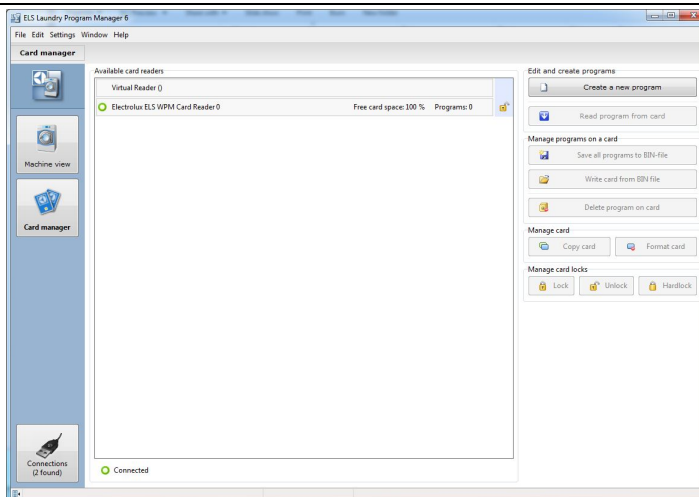 ELS Laundry Program Manager 6
File Edit Settings Window Help
Card manager
Machine view
Card manager
Connections
(2 found)
Available card readers
Virtual Reader ()
Electrolux ELS WPM Card Reader 0 Free card space: 100 % Programs: 0
Connected
Edit and create programs
Create a new program
Read program from card
Manage programs on a card
Save all programs to BIN-file
Write card from BIN file
Delete program on card
Manage card
Copy card Format card
Manage card locks
Lock Unlock Hardlock